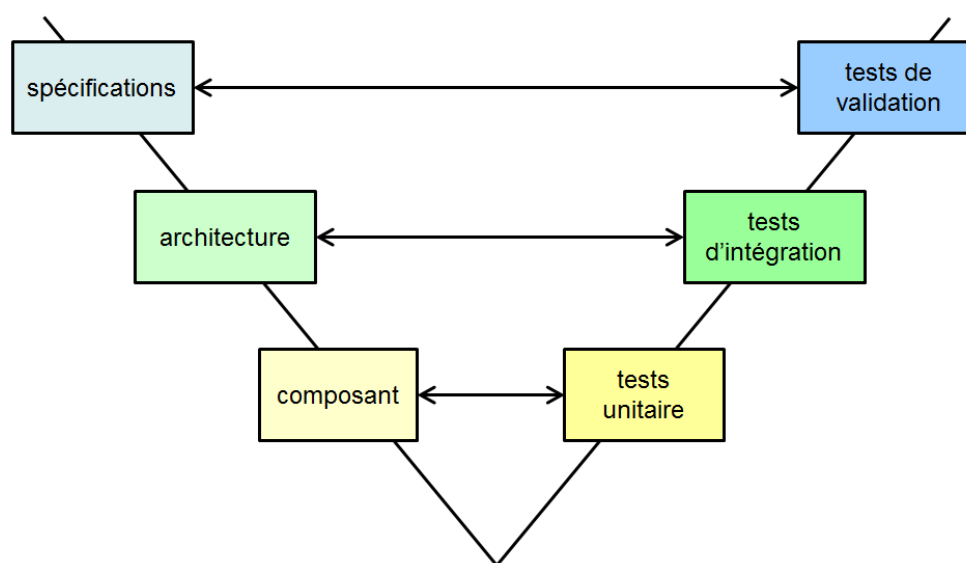 spécifications
tests de
validation
architecture
tests
d'intégration
composant
tests
unitaire